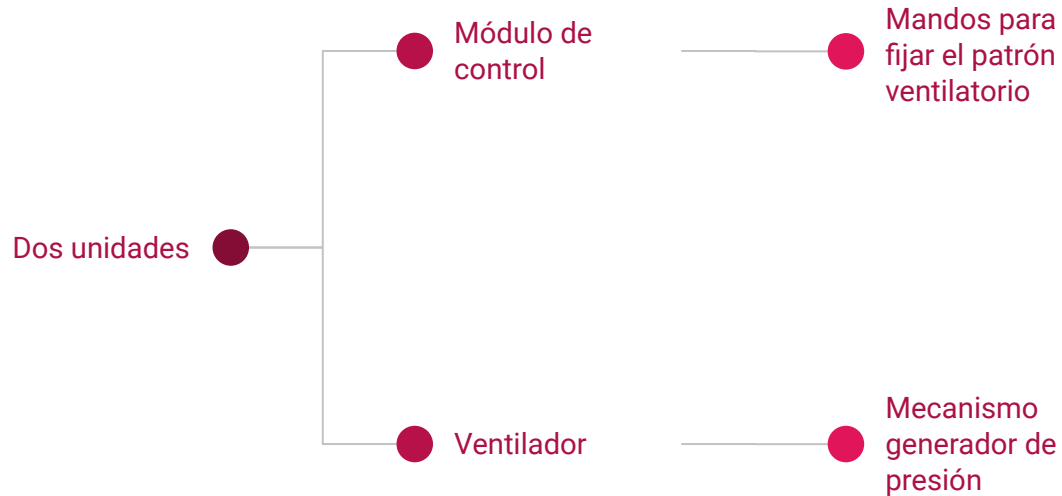 Dos unidades
Módulo de
control
Mandos para
fijar el patrón
ventilatorio
Ventilador
Mecanismo
generador de
presión